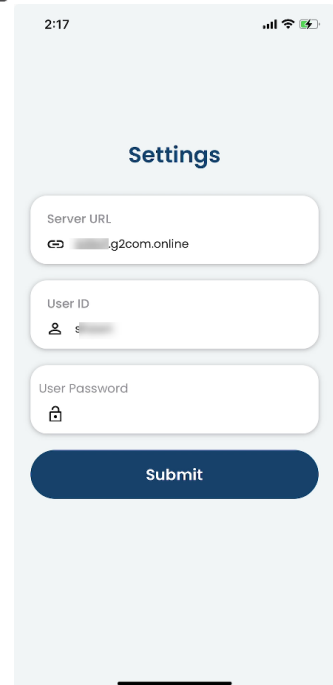 2:17
Settings
Server URL
.g2com.online
User ID
s
User Password
Submit